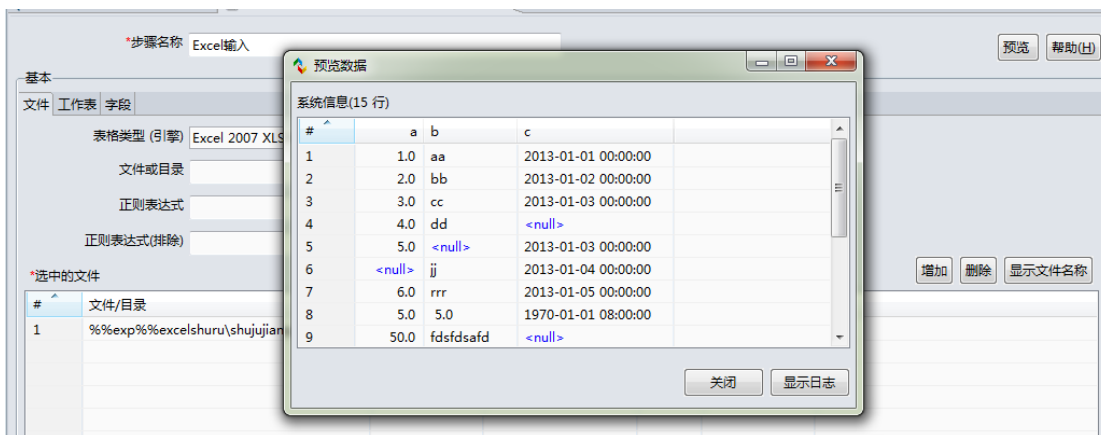 *步骤名称 Excel输入 预览 帮助(H)
预览数据
基本
文件 工作表 字段
系统信息(15 行)
表格类型 (引擎) Excel 2007 XLS
文件或目录
正则表达式
正则表达式(排除)
# a b c
1 1.0 aa 2013-01-01 00:00:00
2 2.0 bb 2013-01-02 00:00:00
3 3.0 cc 2013-01-03 00:00:00
4 4.0 dd <null>
5 5.0 <null> 2013-01-03 00:00:00
6 <null> jj 2013-01-04 00:00:00
7 6.0 rrr 2013-01-05 00:00:00
8 5.0 5.0 1970-01-01 08:00:00
9 50.0 fdsfdsafd <null>
关闭 显示日志
*选中的文件 增加 删除 显示文件名称
# 文件/目录
1 %%exp%%excelshuru\shujujian